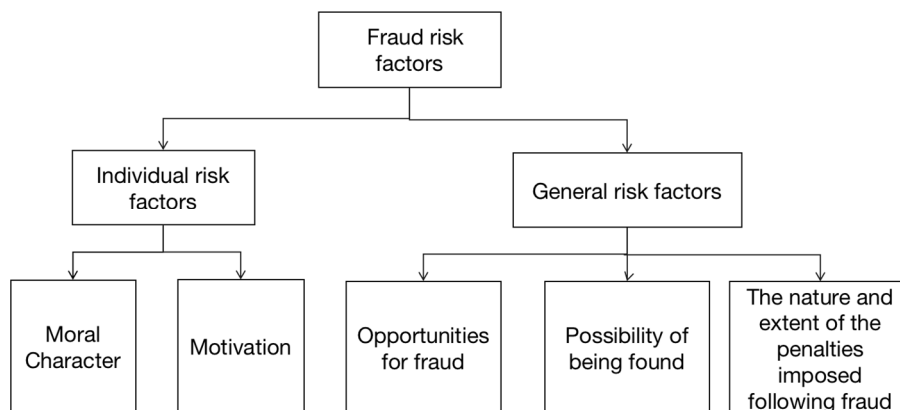 Fraud risk
factors
Individual risk
factors
General risk factors
Moral
Character
Motivation
Opportunities
for fraud
Possibility of
being found
The nature and
extent of the
penalties
imposed
following fraud